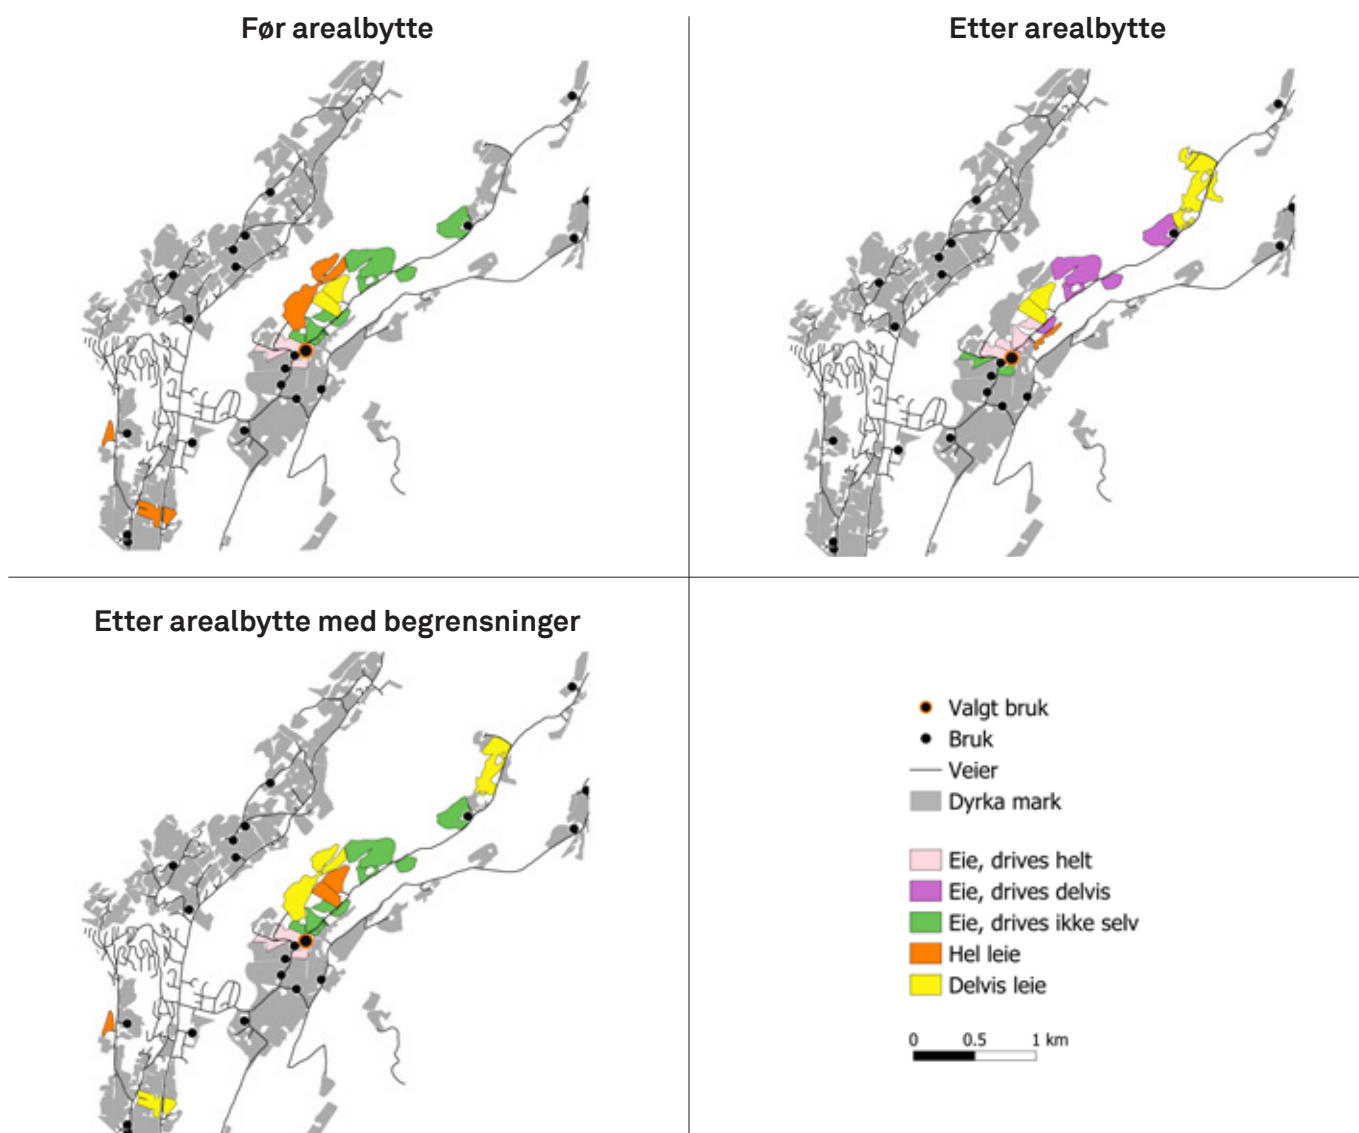 Før arealbytte
Etter arealbytte
Etter arealbytte med begrensninger
Valgt bruk
Bruk
Veier
Dyrka mark
Eie, drives helt
Eie, drives delvis
Eie, drives ikke selv
Hel leie
Delvis leie
0 0.5 1 km